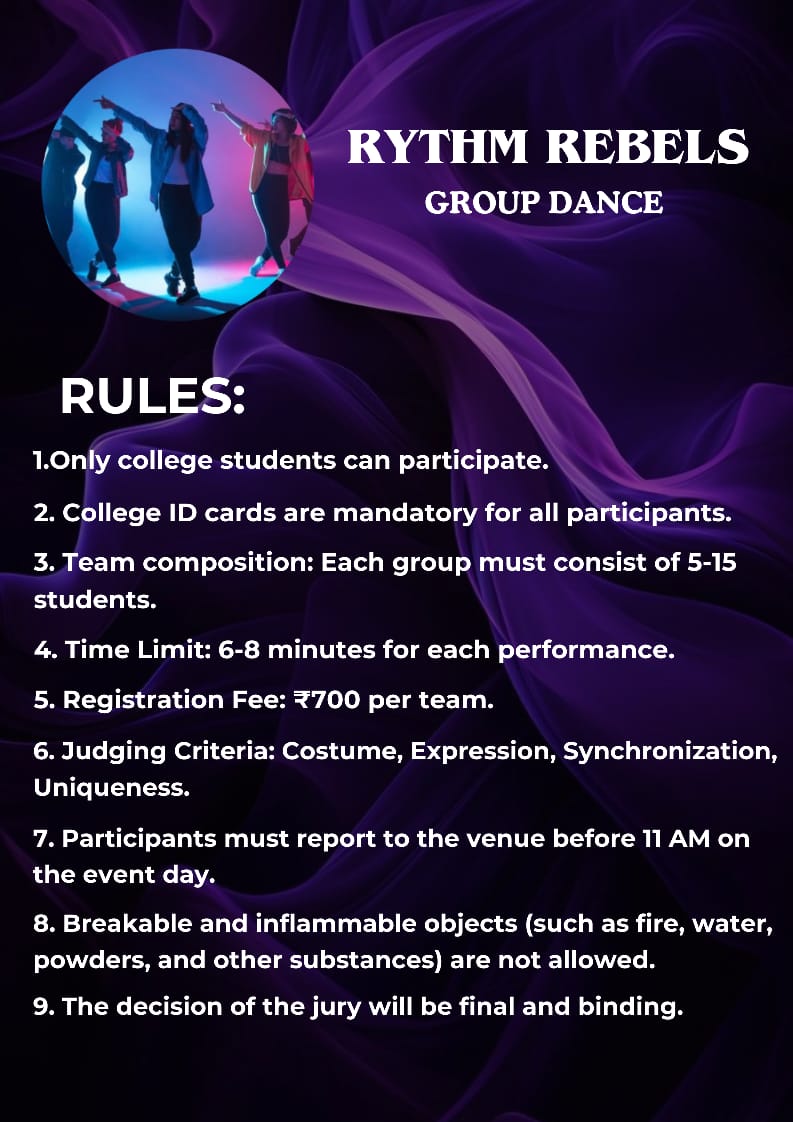 RYTHM REBELS
GROUP DANCE
RULES:
1.Only college students can participate.
2. College ID cards are mandatory for all participants.
3. Team composition: Each group must consist of 5-15
students.
4. Time Limit: 6-8 minutes for each performance.
5. Registration Fee: ₹700 per team.
6. Judging Criteria: Costume, Expression, Synchronization,
Uniqueness.
7. Participants must report to the venue before 11 AM on
the event day.
8. Breakable and inflammable objects (such as fire, water,
powders, and other substances) are not allowed.
9. The decision of the jury will be final and binding.